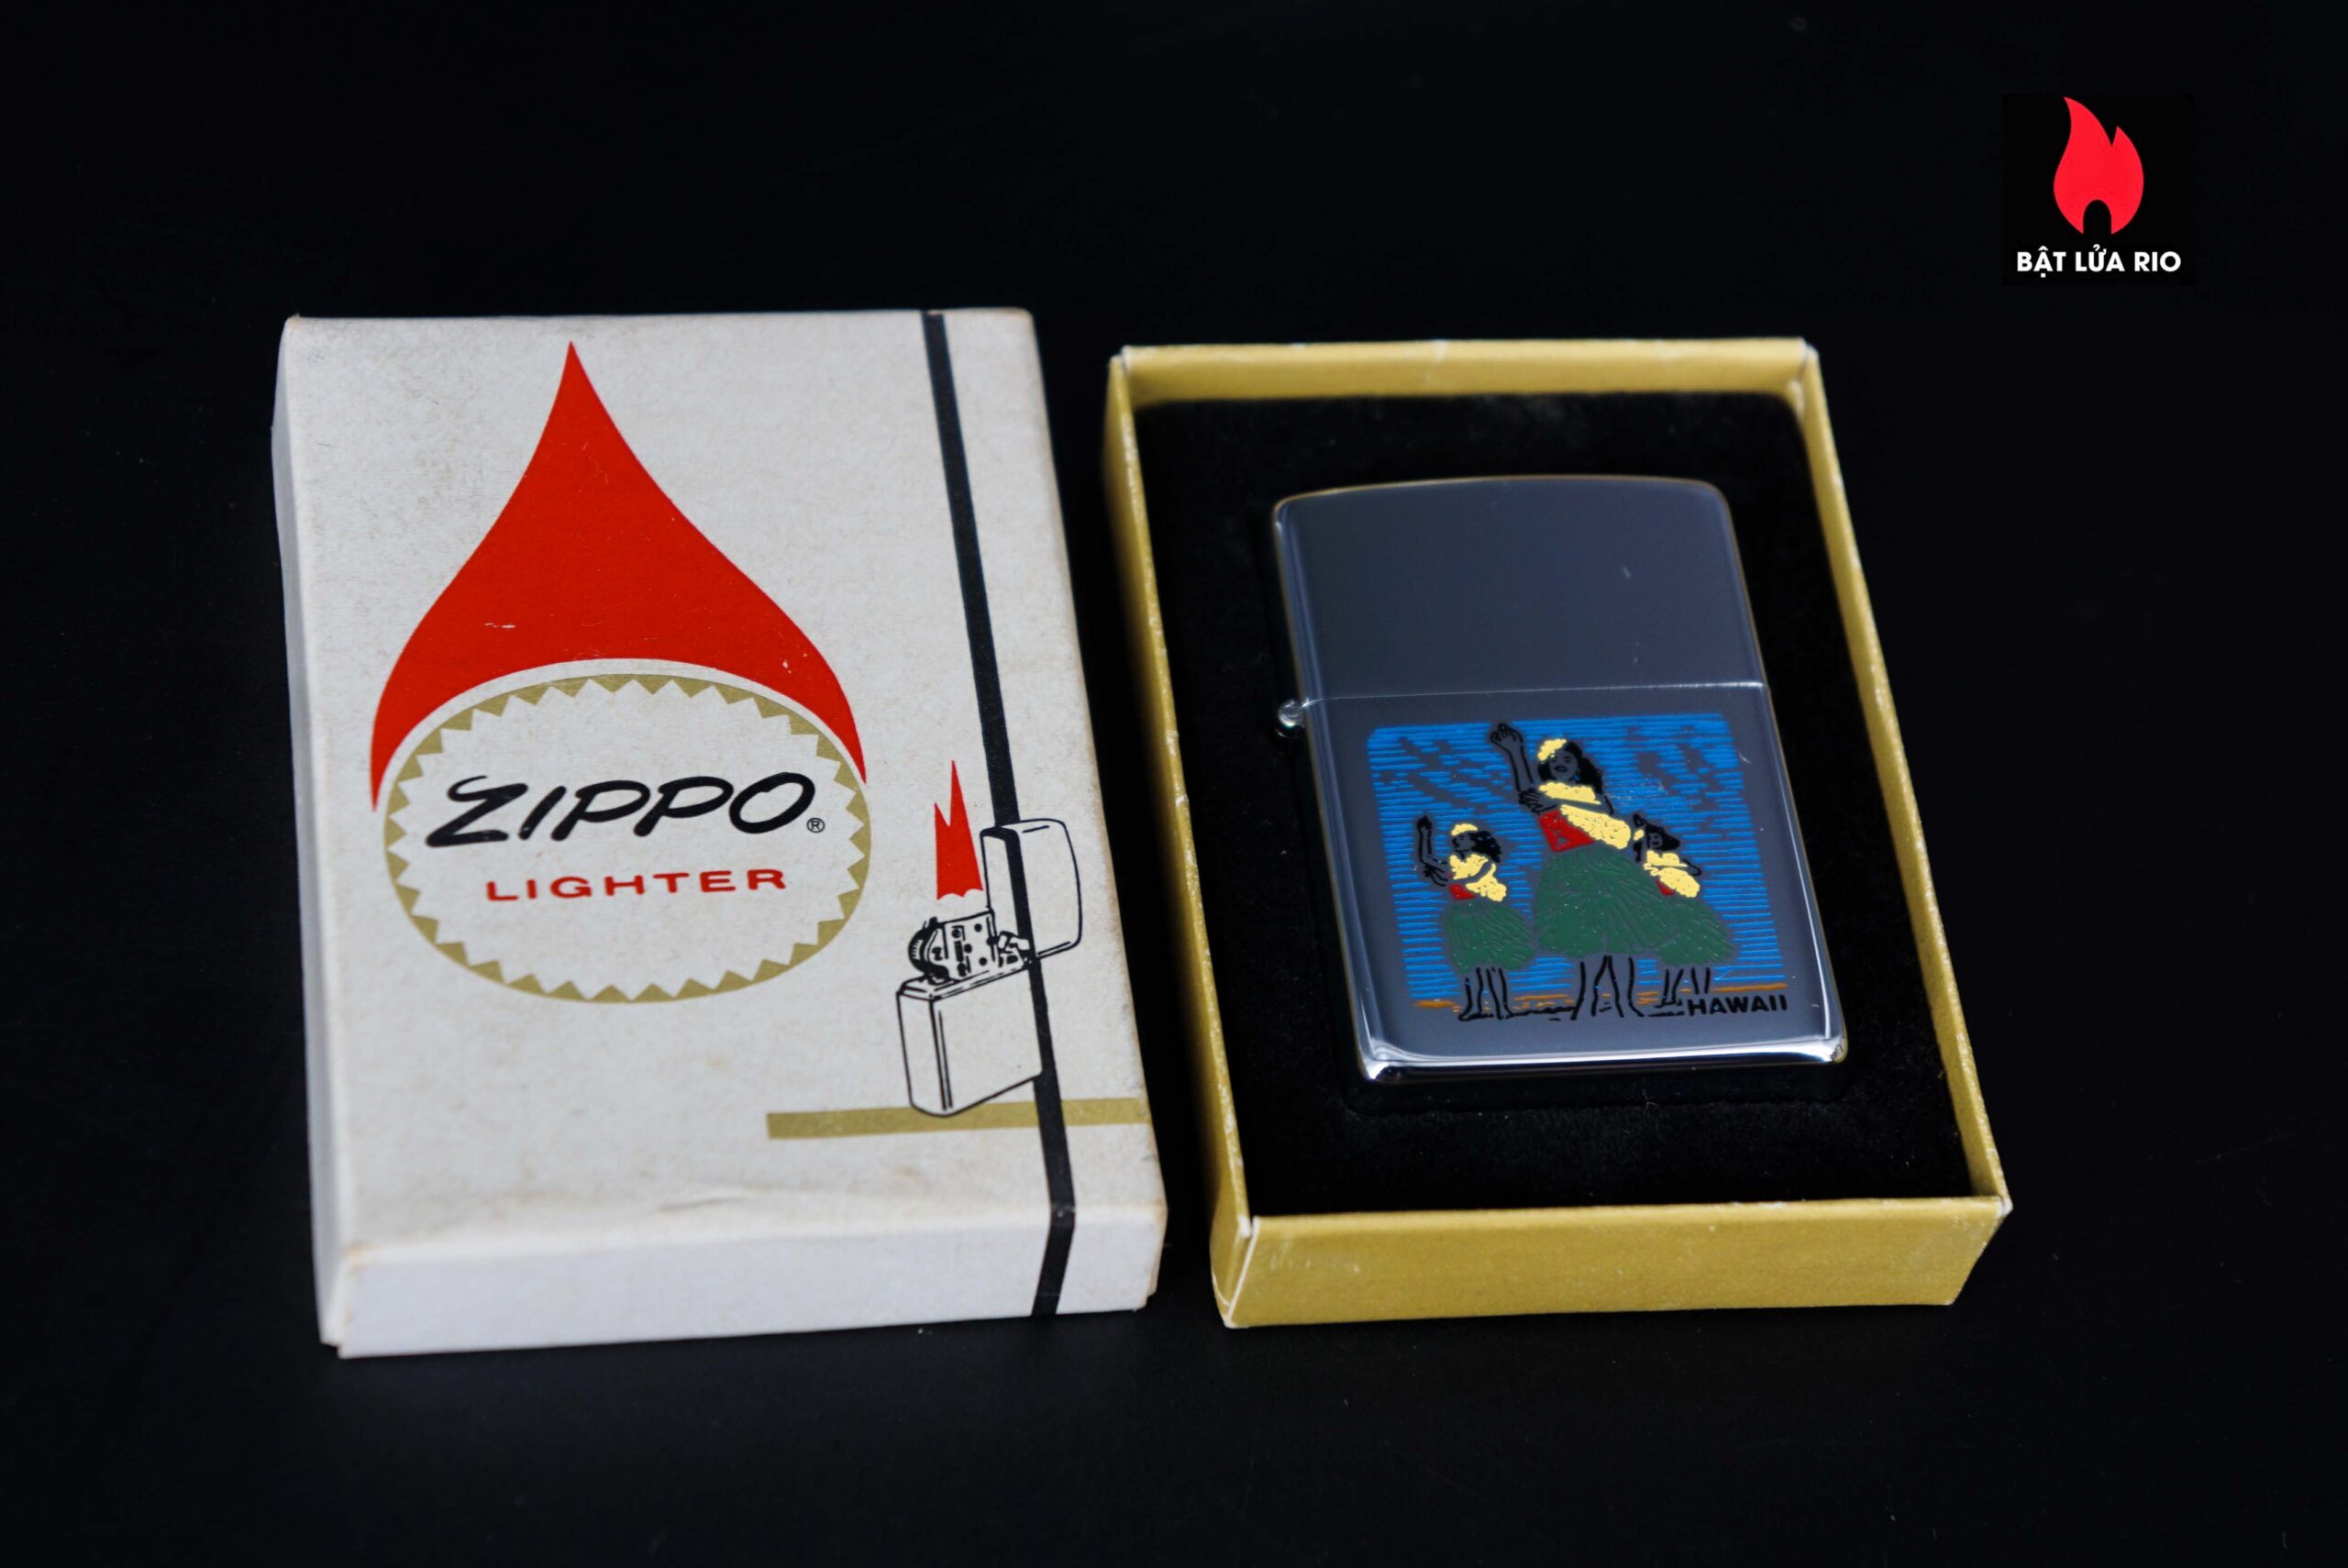 BẬT LỬA RIO
ZIPPO®
LIGHTER
HAWAII